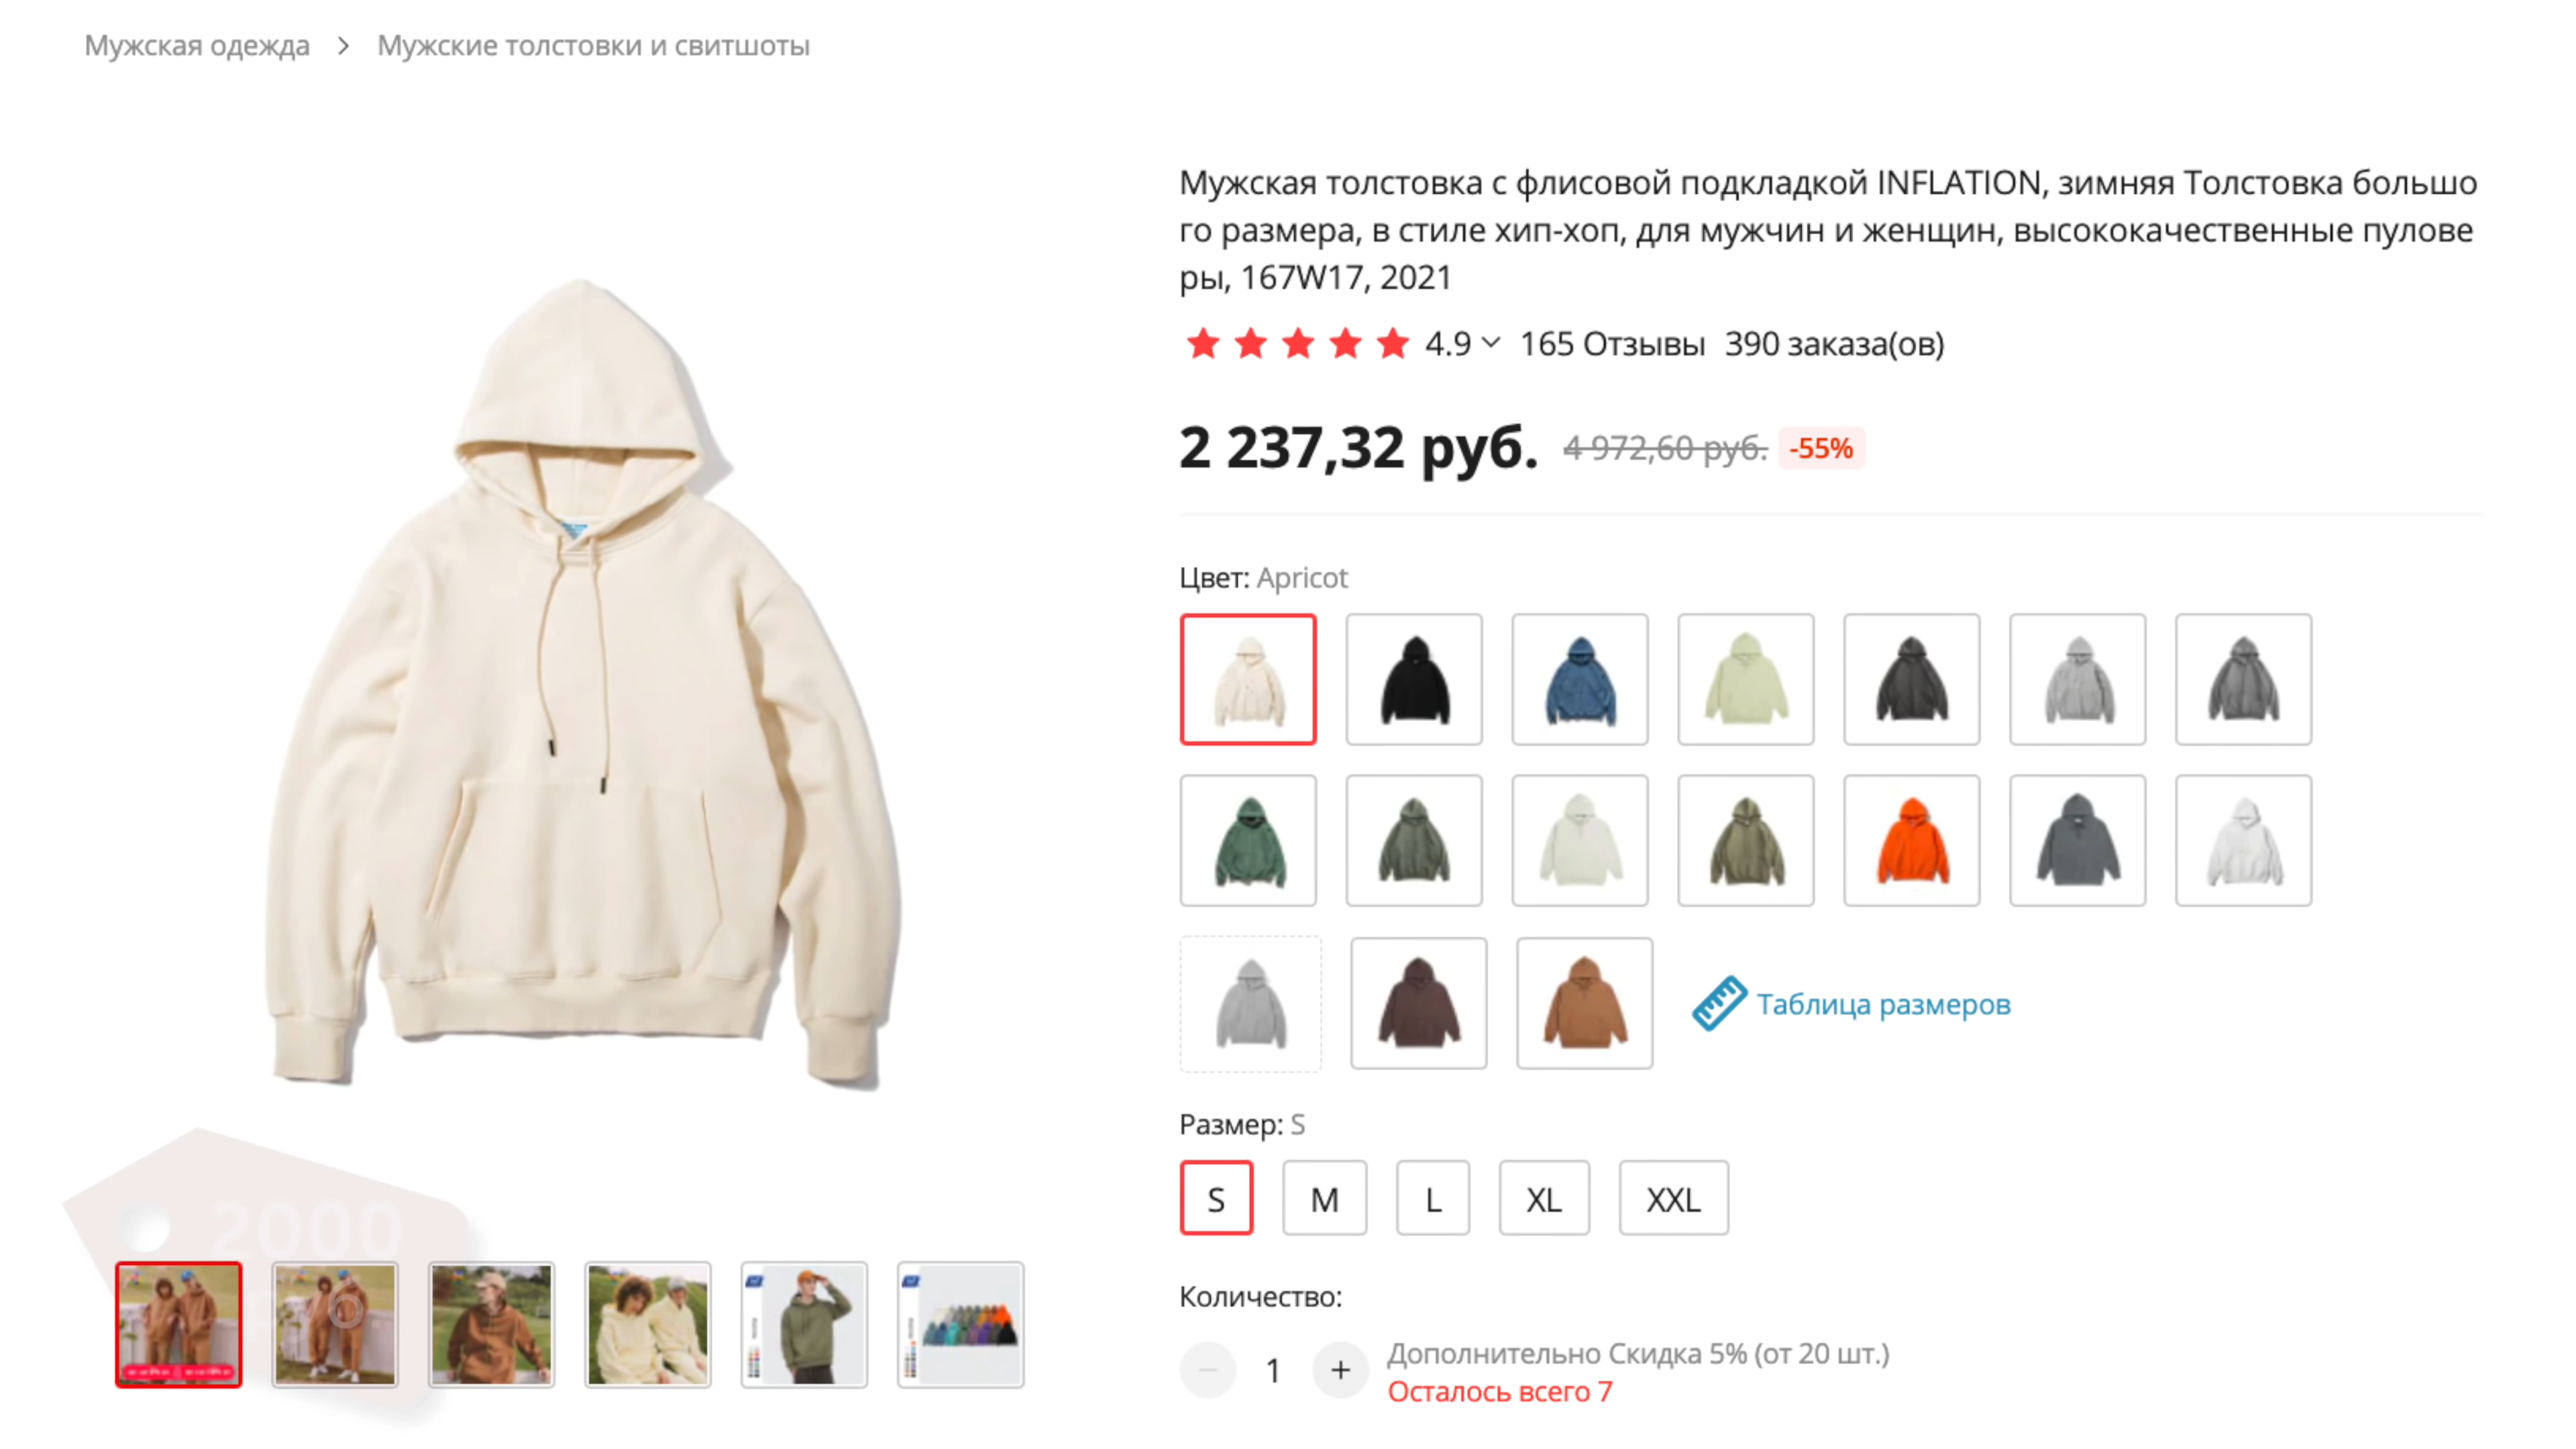 Мужская одежда > Мужские толстовки и свитшоты
Мужская толстовка с флисовой подкладкой INFLATION, зимняя Толстовка большо
го размера, в стиле хип-хоп, для мужчин и женщин, высококачественные пулове
ры, 167W17, 2021
4.9 165 Отзывы 390 заказа(ов)
2 237,32 руб. 4 972,60 руб. -55%
Цвет: Apricot
Таблица размеров
Размер: S
S M L XL XXL
Количество:
- 1 + Дополнительно Скидка 5% (от 20 шт.)
Осталось всего 7
2000